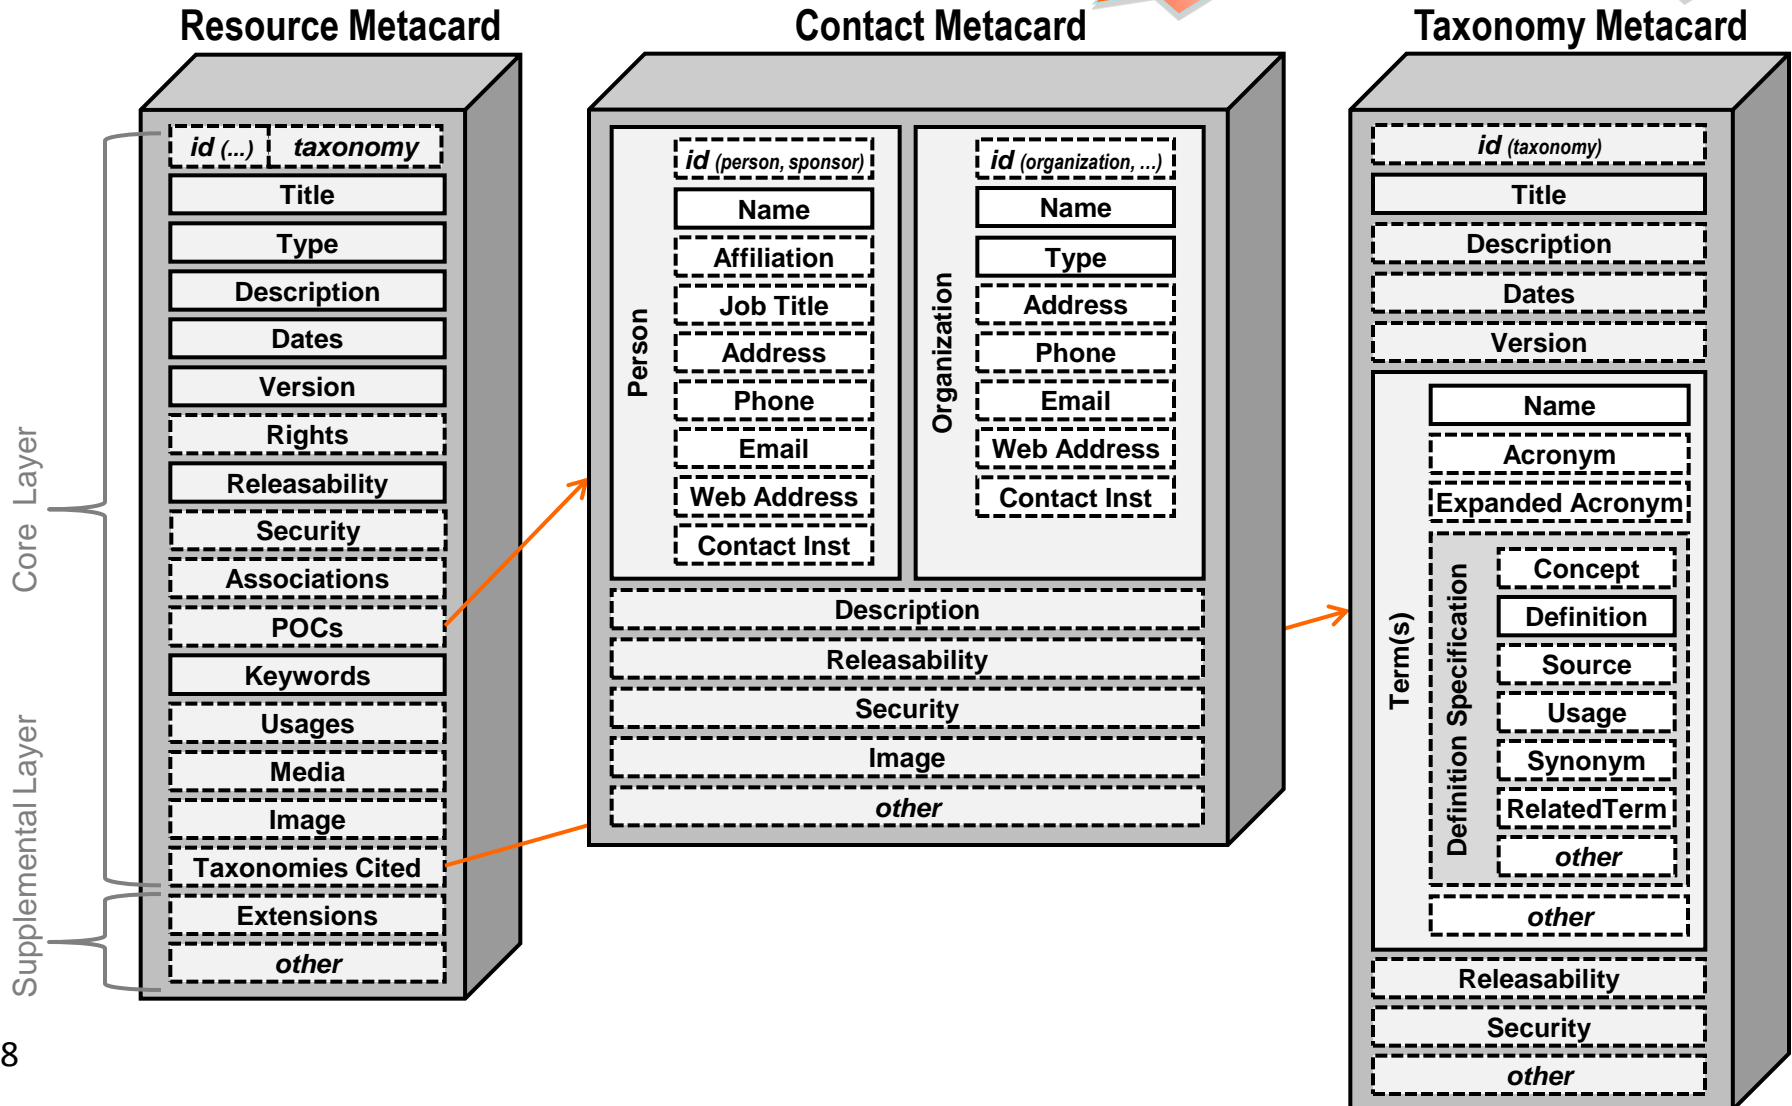 Resource Metacard
Contact Metacard
Taxonomy Metacard
Core Layer
Supplemental Layer
id (...)
taxonomy
Title
Type
Description
Dates
Version
Rights
Releasability
Security
Associations
POCs
Keywords
Usages
Media
Image
Taxonomies Cited
Extensions
other
Person
id (person, sponsor)
Name
Affiliation
Job Title
Address
Phone
Email
Web Address
Contact Inst
Organization
id (organization, ...)
Name
Type
Address
Phone
Email
Web Address
Contact Inst
Description
Releasability
Security
Image
other
id (taxonomy)
Title
Description
Dates
Version
Term(s)
Name
Acronym
Expanded Acronym
Definition Specification
Concept
Definition
Source
Usage
Synonym
RelatedTerm
other
other
Releasability
Security
other
8